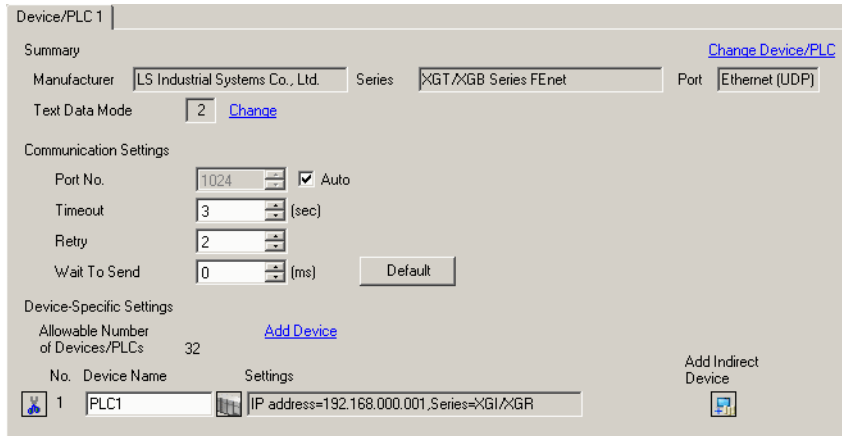 Device/PLC 1
Summary Change Device/PLC
Manufacturer LS Industrial Systems Co., Ltd. Series XGT/XGB Series FEnet Port Ethernet (UDP)
Text Data Mode 2 Change
Communication Settings
Port No. 1024 Auto
Timeout 3 (sec)
Retry 2
Wait To Send 0 (ms) Default
Device-Specific Settings
Allowable Number Add Device
of Devices/PLCs 32
Add Indirect
No. Device Name Settings Device
1 PLC1 IP address=192.168.000.001,Series=XGI/XGR